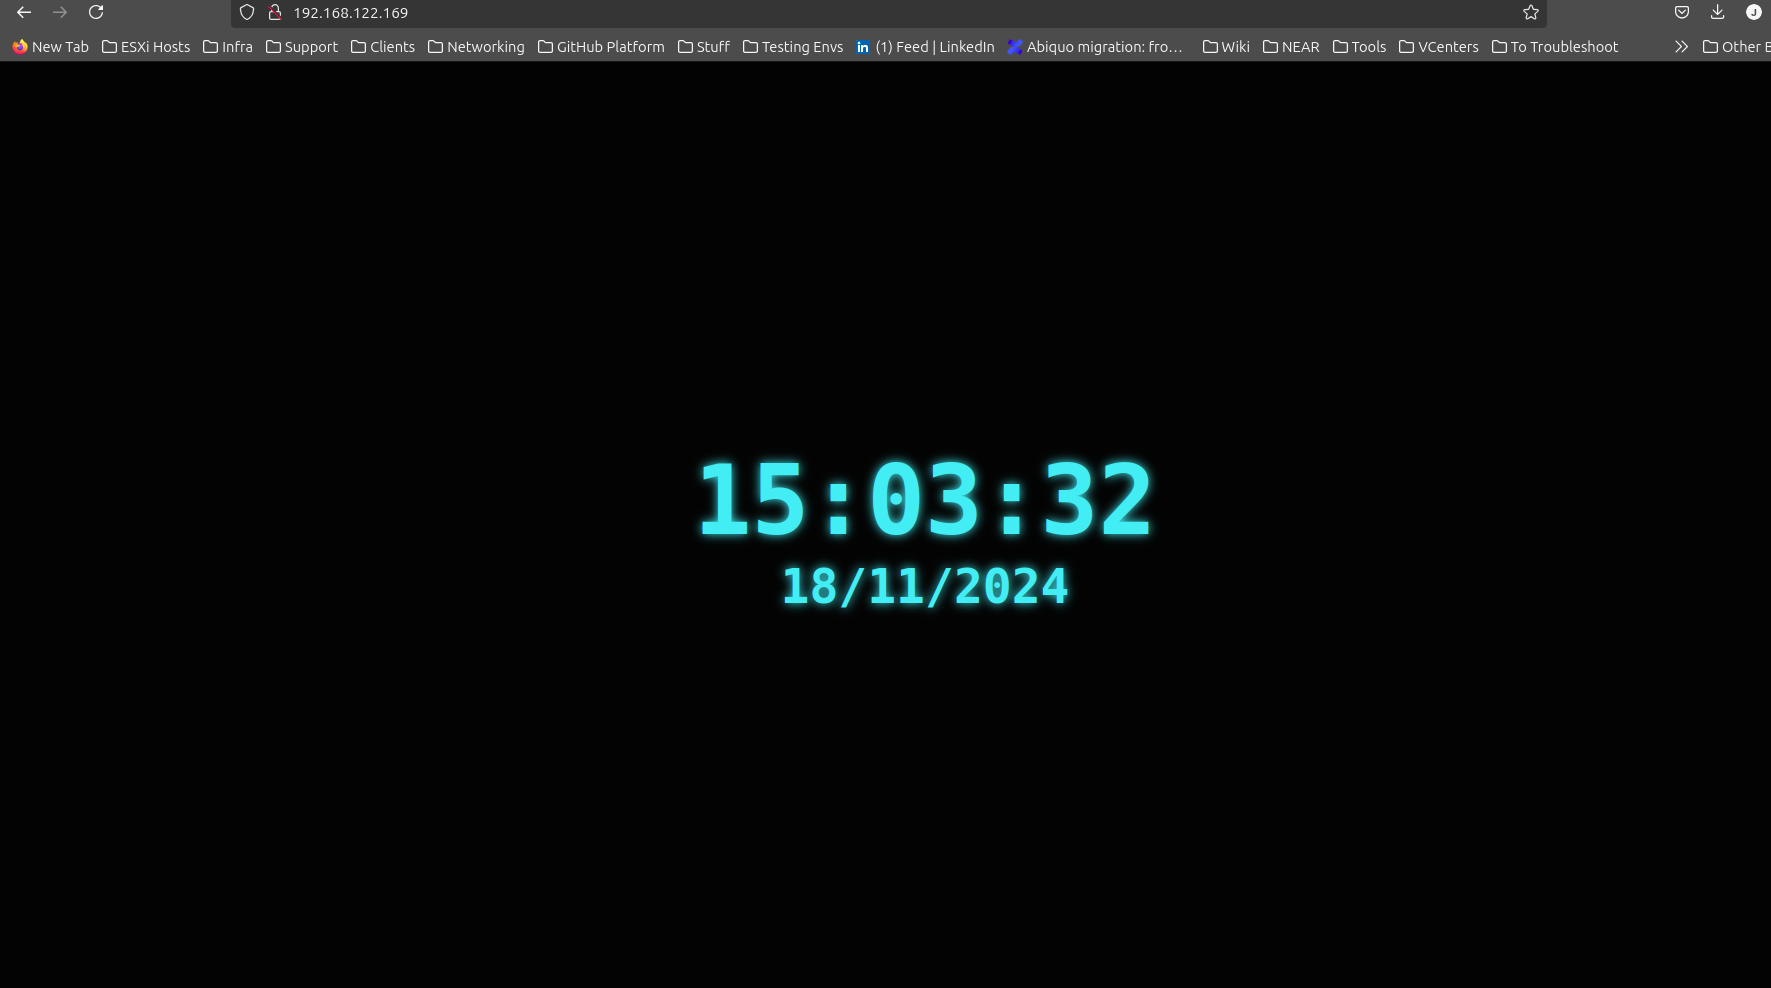 192.168.122.169
New Tab ESXi Hosts Infra Support Clients Networking GitHub Platform Stuff Testing Envs in (1) Feed | LinkedIn Abiquo migration: fro... Wiki NEAR Tools VCenters To Troubleshoot Other B
15:03:32
18/11/2024